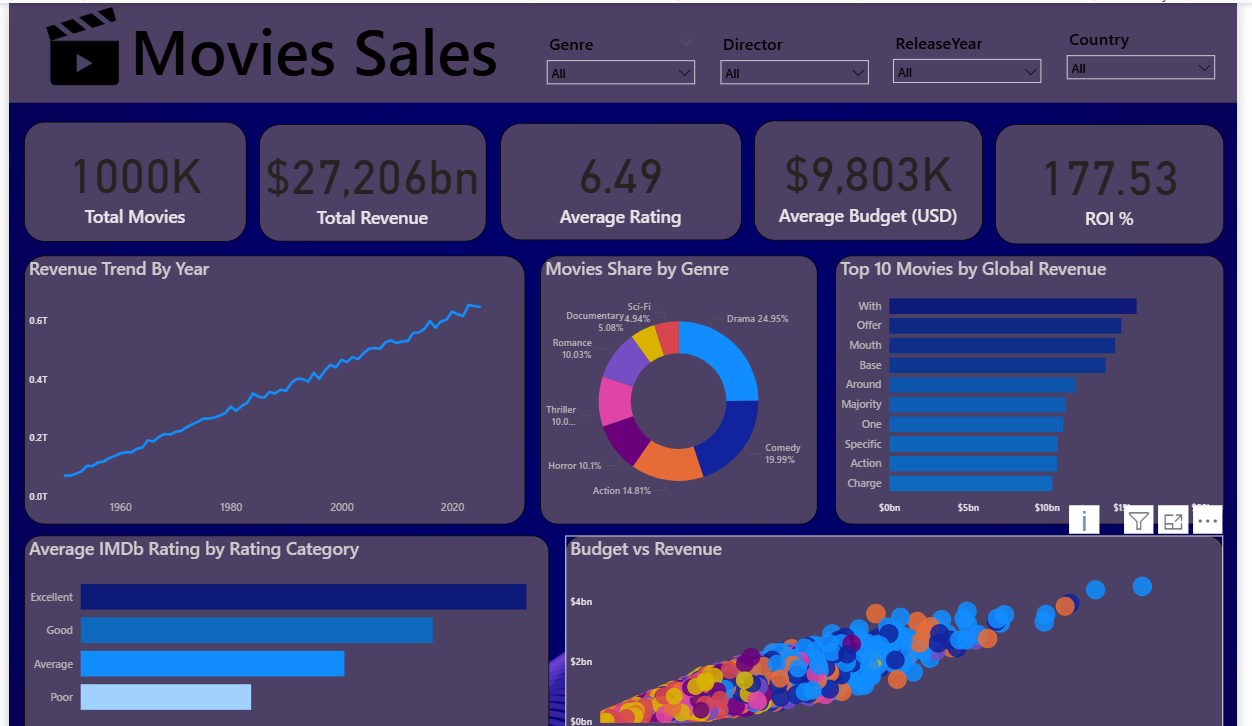 Movies Sales
Genre
All
Director
All
ReleaseYear
All
Country
All
1000K
Total Movies
$27,206bn
Total Revenue
6.49
Average Rating
$9,803K
Average Budget (USD)
177.53
ROI %
Revenue Trend By Year
0.6T
0.4T
0.2T
0.0T
1960
1980
2000
2020
Movies Share by Genre
Sci-Fi
4.94%
Documentary
5.08%
Romance
10.03%
Thriller
10.0...
Horror 10.1%
Action 14.81%
Drama 24.95%
Comedy
19.99%
Top 10 Movies by Global Revenue
With
Offer
Mouth
Base
Around
Majority
One
Specific
Action
Charge
$0bn
$5bn
$10bn
Average IMDb Rating by Rating Category
Excellent
Good
Average
Poor
Budget vs Revenue
$4bn
$2bn
$0bn